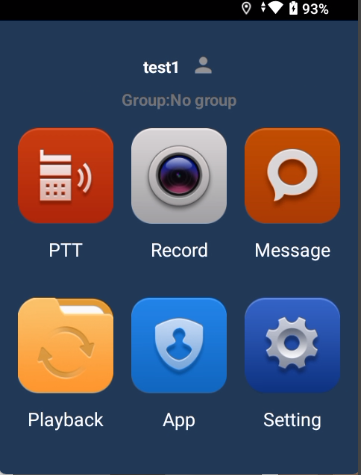 93%
test1
Group:No group
PTT Record Message
Playback App Setting